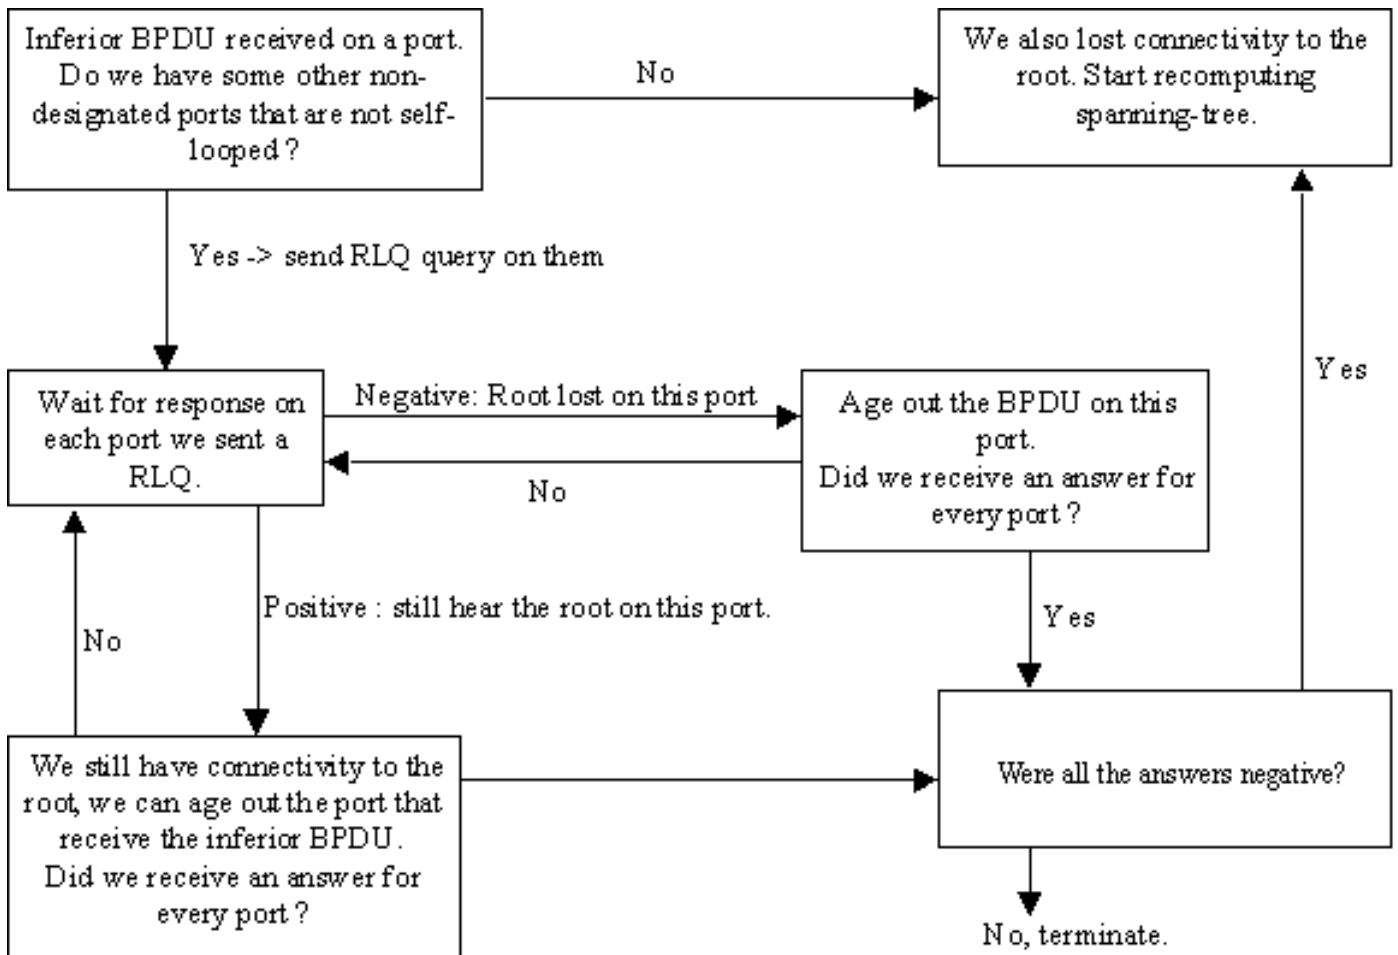 Inferior BPDU received on a port.
Do we have some other non-
designated ports that are not self-
looped ?
No
We also lost connectivity to the
root. Start recomputing
spanning-tree.
Yes -> send RLQ query on them
Yes
Wait for response on
each port we sent a
RLQ.
Negative: Root lost on this port
No
Age out the BPDU on this
port.
Did we receive an answer for
every port ?
Positive : still hear the root on this port.
No
Yes
We still have connectivity to the
root, we can age out the port that
receive the inferior BPDU.
Did we receive an answer for
every port ?
Were all the answers negative?
No, terminate.